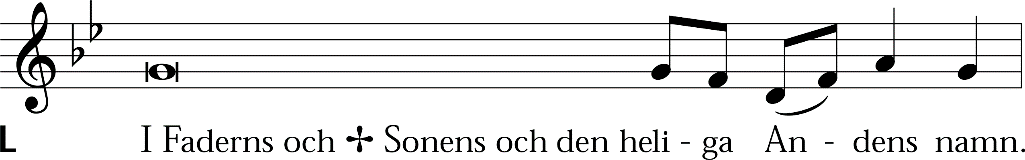 L I Faderns och ✢ Sonens och den heli - ga An - dens namn.